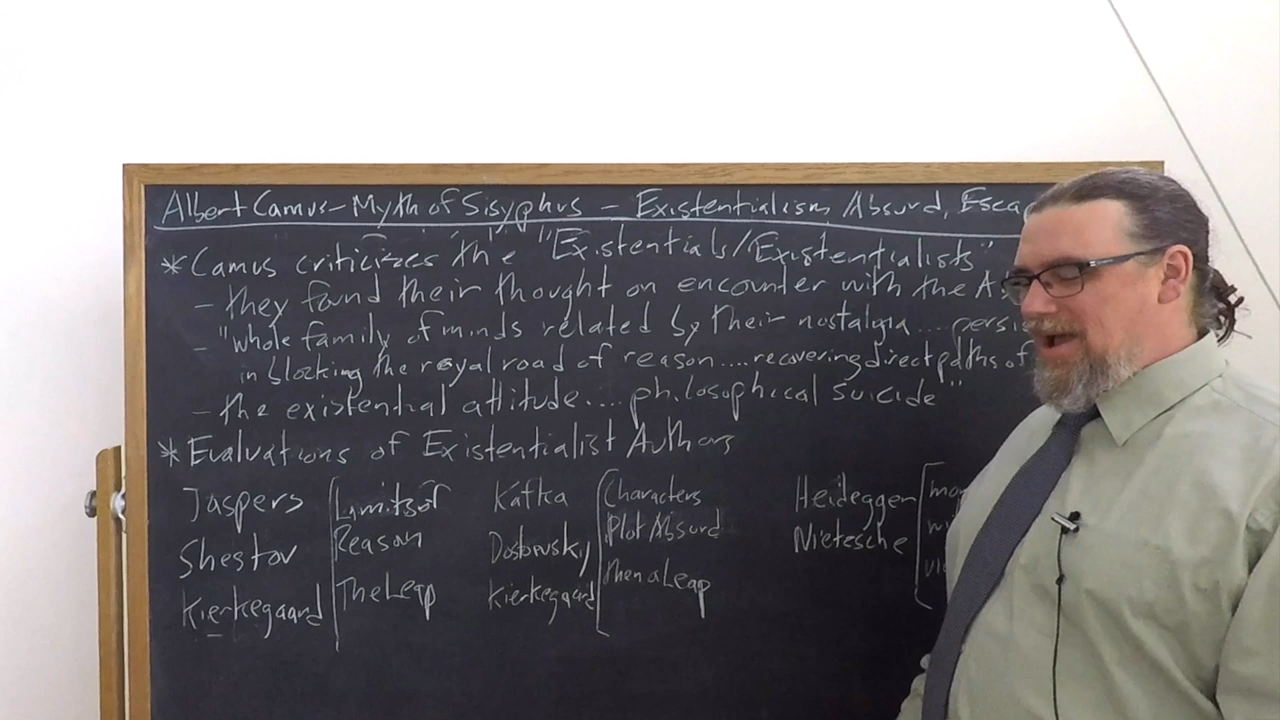 Albert Camus - Myth of Sisyphus - Existentialism, Absurd, Esca
* Camus criticizes the "Existentials/Existentialists"
- they found their thought on encounter with the A
- "whole family of minds related by their nostalgia .... persis
in blocking the royal road of reason .... recovering direct paths of
- the existential attitude .... philosophical suicide"
* Evaluations of Existentialist Authors
Jaspers Limits of Kafka Characters Heidegger
Shestov Reason Dostoevsky Plot Absurd Nietesche
Kierkegaard The Leap Kierkegaard Then a Leap